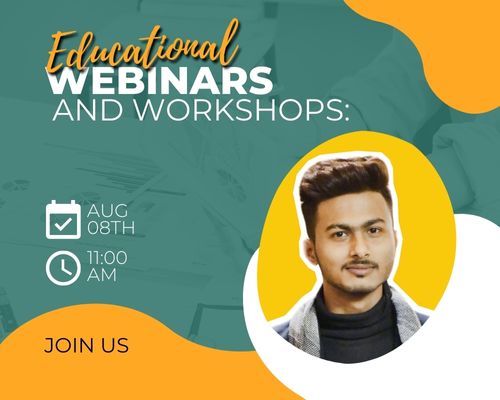 Educational
WEBINARS
AND WORKSHOPS:
AUG
08TH
11:00
AM
JOIN US